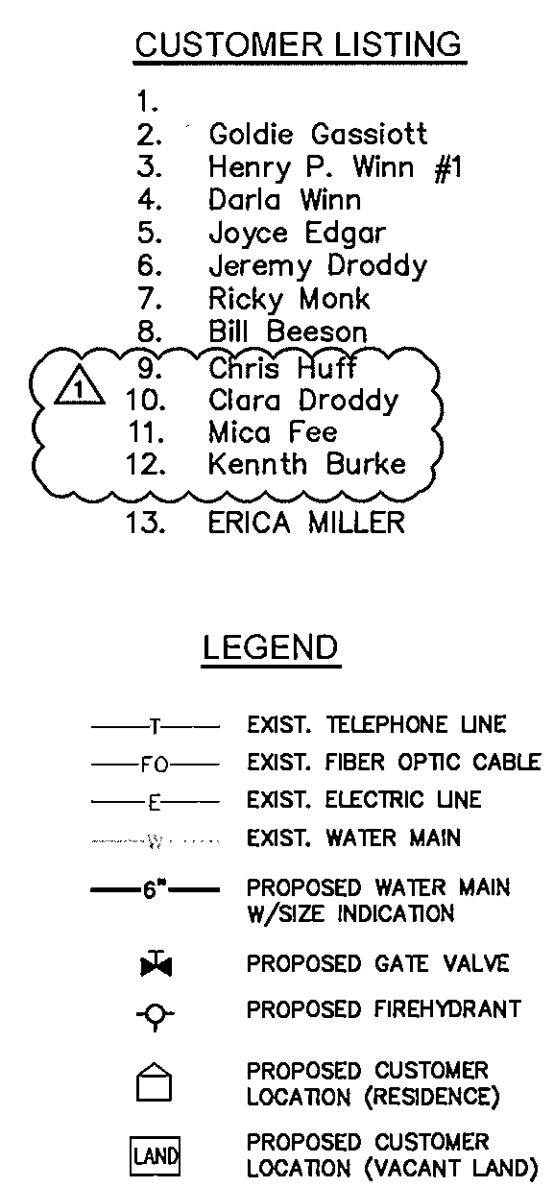 CUSTOMER LISTING
1.
2. Goldie Gassiott
3. Henry P. Winn #1
4. Darla Winn
5. Joyce Edgar
6. Jeremy Droddy
7. Ricky Monk
8. Bill Beeson
9. Chris Huff
1
10. Clara Droddy
11. Mica Fee
12. Kennth Burke
13. ERICA MILLER
LEGEND
T EXIST. TELEPHONE LINE
FO EXIST. FIBER OPTIC CABLE
E EXIST. ELECTRIC LINE
W EXIST. WATER MAIN
6" PROPOSED WATER MAIN
W/SIZE INDICATION
PROPOSED GATE VALVE
PROPOSED FIREHYDRANT
PROPOSED CUSTOMER
LOCATION (RESIDENCE)
LAND PROPOSED CUSTOMER
LOCATION (VACANT LAND)